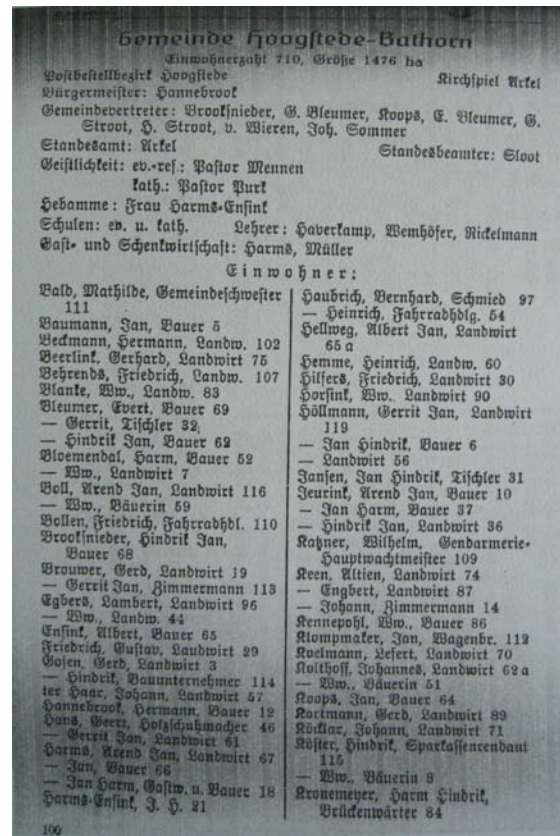 Gemeinde Hoogstede-Bathorn
Einwohnerzahl 710, Größe 1476 ha
Postbestellbezirk Hoogstede
Kirchspiel Arkel
Bürgermeister: Hannebrook
Gemeindevertreter: Brooksnieder, G. Bleumer, Koops, E. Bleumer, G.
Stroot, H. Stroot, v. Wieren, Joh. Sommer
Standesamt: Arkel
Standesbeamter: Sloot
Geistlichkeit: ev.-ref.: Pastor Mennen
kath.: Pastor Purk
Hebamme: Frau Harms-Ensink
Schulen: ev. u. kath. Lehrer: Haverkamp, Wemhöfer, Rickelmann
Gast- und Schenkwirtschaft: Harms, Müller
Einwohner:
Bald, Mathilde, Gemeindeschwester
111
Baumann, Jan, Bauer 5
Beckmann, Hermann, Landw. 102
Beerlink, Gerhard, Landwirt 75
Behrends, Friedrich, Landw. 107
Blanke, Ww., Landw. 83
Bleumer, Evert, Bauer 69
— Gerrit, Tischler 32;
— Hindrik Jan, Bauer 62
Bloemendal, Harm, Bauer 52
— Ww., Landwirt 7
Boll, Arend Jan, Landwirt 116
— Ww., Bäuerin 59
Bollen, Friedrich, Fahrradhdl. 110
Brooksnieder, Hindrik Jan,
Bauer 68
Brouwer, Gerd, Landwirt 19
— Gerrit Jan, Zimmermann 113
Egbers, Lambert, Landwirt 96
— Ww., Landw. 44
Ensink, Albert, Bauer 65
Friedrich, Gustav, Landwirt 29
Gosen, Gerd, Landwirt 3
— Hindrik, Bauunternehmer 114
ter Haar, Johann, Landwirt 57
Hannebrook, Hermann, Bauer 12
Hans, Geert, Holzschuhmacher 46
— Gerrit Jan, Landwirt 61
Harms, Arend Jan, Landwirt 67
— Jan, Bauer 66
— Jan Harm, Gastw. u. Bauer 18
Harms-Ensink, J. H. 21
Haubrich, Bernhard, Schmied 97
— Heinrich, Fahrradhdlg. 54
Hellweg, Albert Jan, Landwirt
65 a
Hemme, Heinrich, Landw. 60
Hilfers, Friedrich, Landwirt 30
Horsink, Ww., Landwirt 90
Höllmann, Gerrit Jan, Landwirt
119
— Jan Hindrik, Bauer 6
— Landwirt 56
Jansen, Jan Hindrik, Tischler 31
Jeurink, Arend Jan, Bauer 10
— Jan Harm, Bauer 37
— Hindrik Jan, Landwirt 36
Katzner, Wilhelm, Gendarmerie-
Hauptwachtmeister 109
Keen, Altien, Landwirt 74
— Engbert, Landwirt 87
— Johann, Zimmermann 14
Kennepohl, Ww., Bauer 86
Klompmaker, Jan, Wagenbr. 112
Koelmann, Lefert, Landwirt 70
Kolthoff, Johannes, Landwirt 62 a
— Ww., Bäuerin 51
Koops, Jan, Bauer 64
Kortmann, Gerd, Landwirt 89
Köcklar, Johann, Landwirt 71
Köster, Hindrik, Sparkassenrendant
115
— Ww., Bäuerin 8
Kronemeyer, Harm Hindrik,
Brückenwärter 84
100